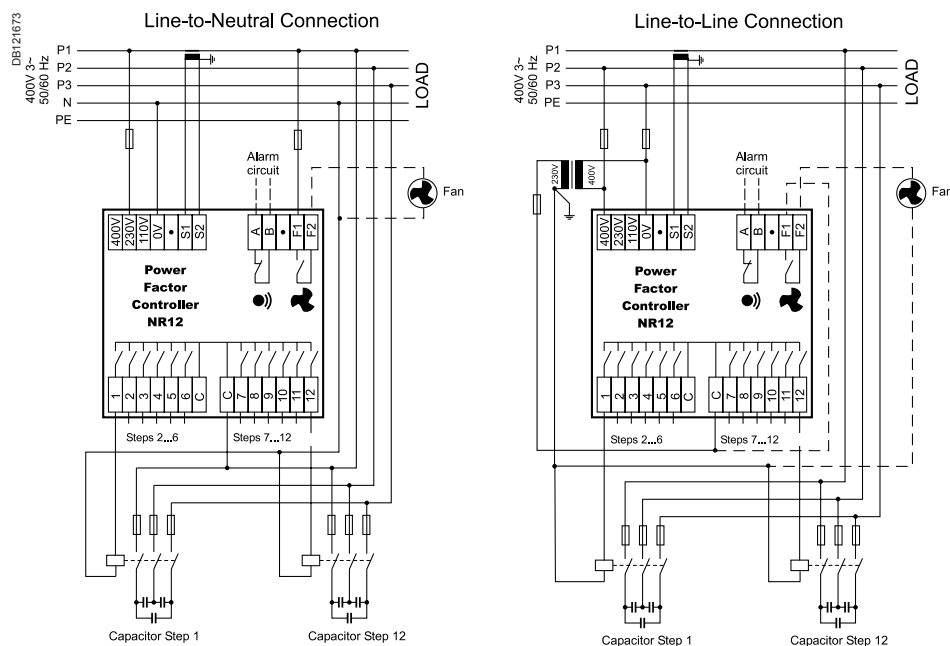 DB121673
Line-to-Neutral Connection
400V 3~
50/60 Hz
P1
P2
P3
N
PE
LOAD
Alarm
circuit
Fan
400V
230V
110V
0V
•
S1
S2
A
B
•
F1
F2
Power
Factor
Controller
NR12
1
2
3
4
5
6
C
C
7
8
9
10
11
12
Steps 2...6
Steps 7...12
Capacitor Step 1
Capacitor Step 12
Line-to-Line Connection
400V 3~
50/60 Hz
P1
P2
P3
PE
LOAD
230V
400V
Alarm
circuit
Fan
400V
230V
110V
0V
•
S1
S2
A
B
•
F1
F2
Power
Factor
Controller
NR12
1
2
3
4
5
6
C
C
7
8
9
10
11
12
Steps 2...6
Steps 7...12
Capacitor Step 1
Capacitor Step 12